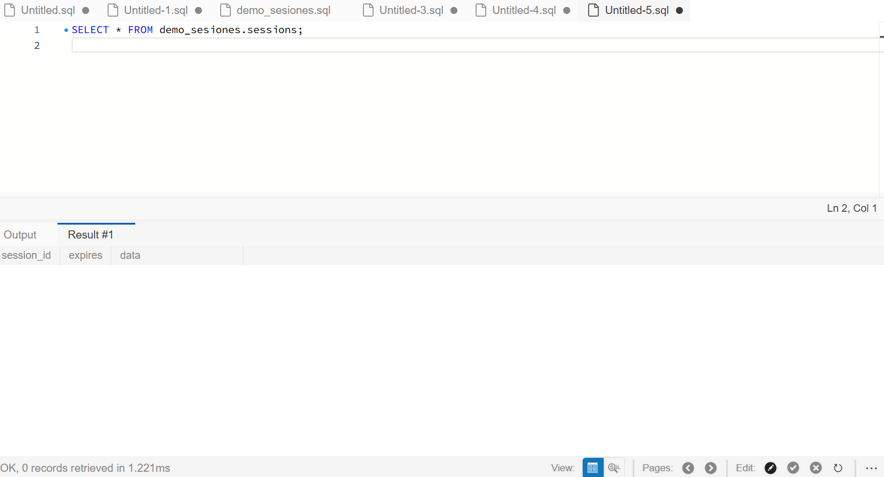 Untitled.sql Untitled-1.sql demo_sesiones.sql Untitled-3.sql Untitled-4.sql Untitled-5.sql
1 SELECT * FROM demo_sesiones.sessions;
2
Ln 2, Col 1
Output Result #1
session_id expires data
OK, 0 records retrieved in 1.221ms View: Pages: Edit: